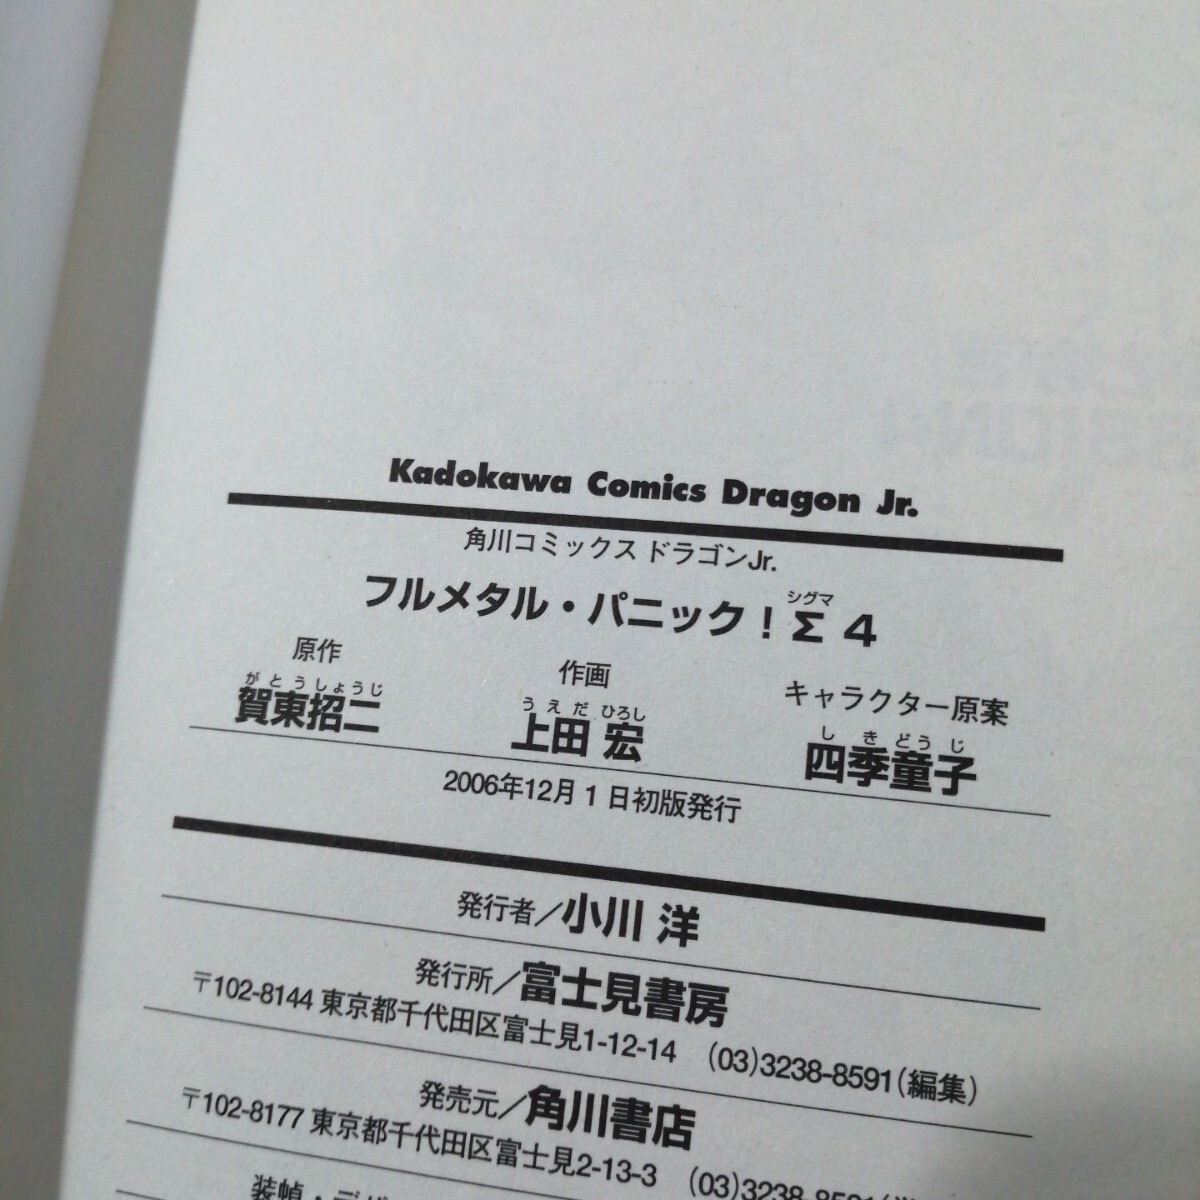 Kadokawa Comics Dragon Jr.
角川コミックス ドラゴンJr.
シグマ
フルメタル・パニック！Σ 4
原作
がとうしょうじ
賀東招二
作画
うえだ ひろし
上田 宏
キャラクター原案
しきどうじ
四季童子
2006年12月1日初版発行
発行者／小川 洋
発行所／富士見書房
〒102-8144 東京都千代田区富士見1-12-14 (03)3238-8591(編集)
発売元／角川書店
〒102-8177 東京都千代田区富士見2-13-3 (03)3238-8521
装幀・デザ